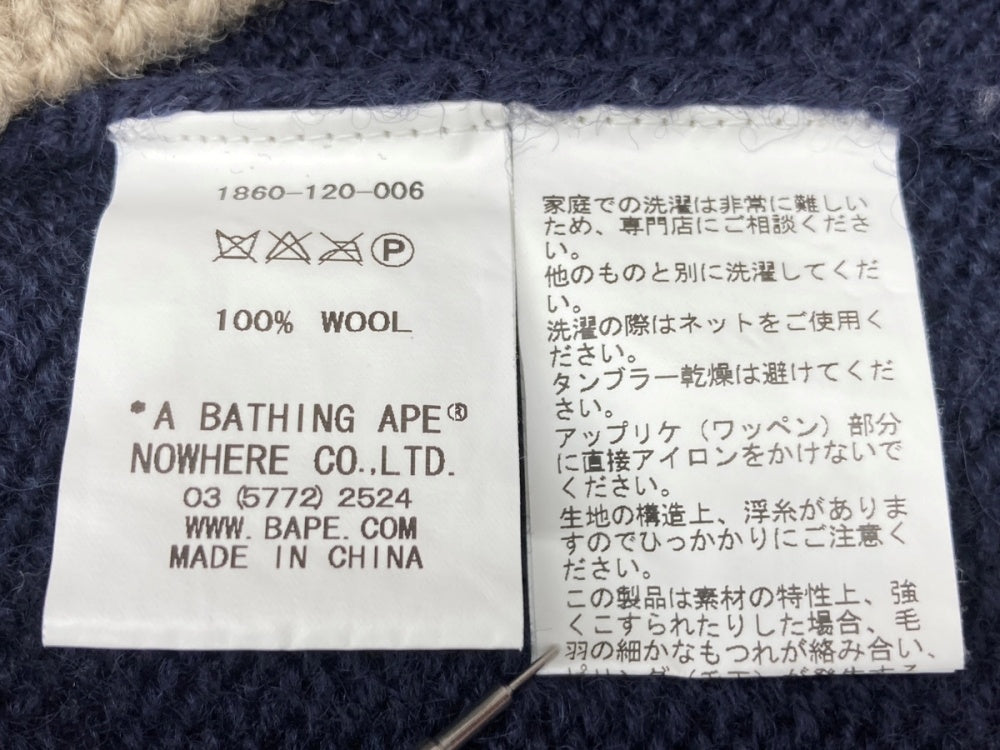 1860-120-006
P
100% WOOL
*A BATHING APE®
NOWHERE CO.,LTD.
03 (5772) 2524
WWW.BAPE.COM
MADE IN CHINA
家庭での洗濯は非常に難しい
ため、専門店にご相談くださ
い。
他のものと別に洗濯してくだ
い。
洗濯の際はネットをご使用く
ださい。
タンブラー乾燥は避けてくだ
さい。
アップリケ（ワッペン）部分
に直接アイロンをかけないで
ください。
生地の構造上、浮糸がありま
すのでひっかかりにご注意く
ださい。
この製品は素材の特性上、強
くこすられたりした場合、毛
羽の細かなもつれが絡み合い、